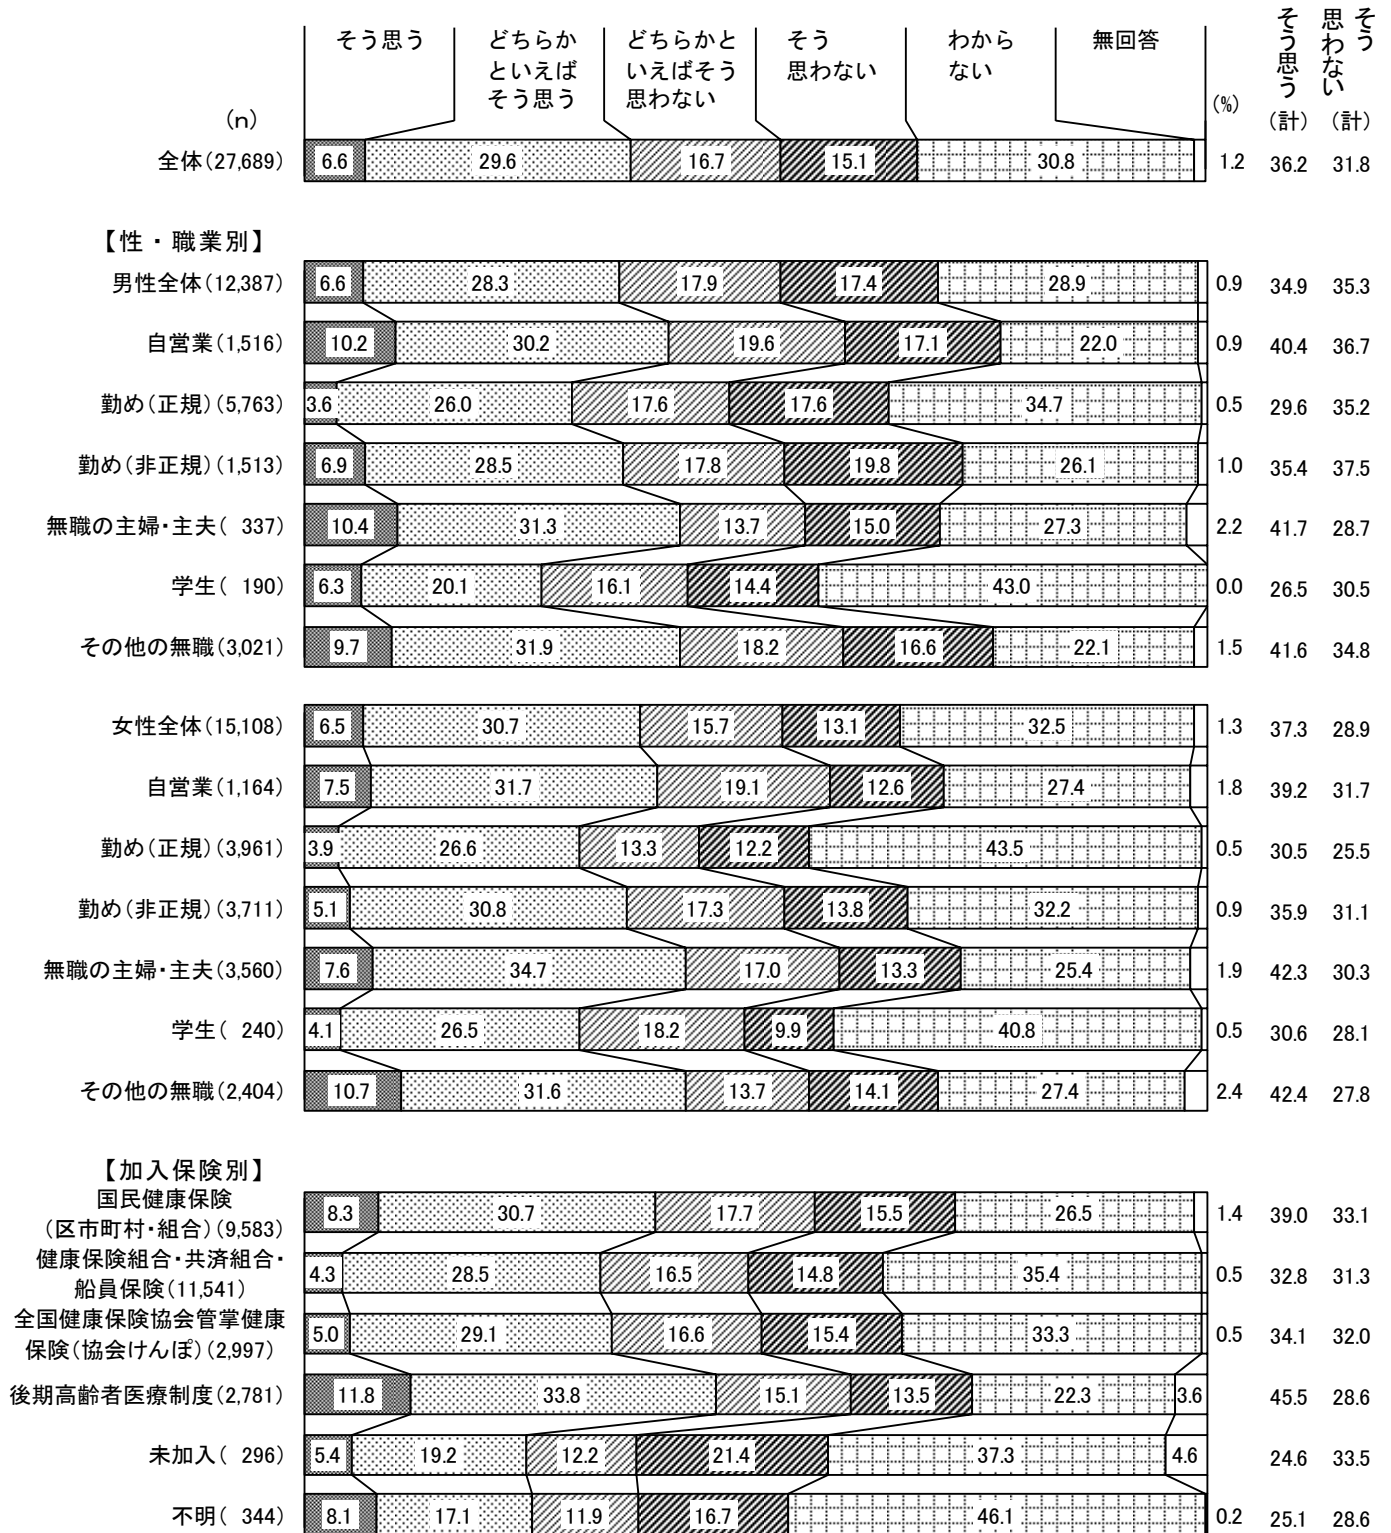 そう思う
どちらか
といえば
そう思う
どちらかと
いえばそう
思わない
そう
思わない
わから
ない
無回答
(%)
そう思う
(計)
そう
思わない
(計)
(n)
全体(27,689) 6.6 29.6 16.7 15.1 30.8 1.2 36.2 31.8
【性・職業別】
男性全体(12,387) 6.6 28.3 17.9 17.4 28.9 0.9 34.9 35.3
自営業(1,516) 10.2 30.2 19.6 17.1 22.0 0.9 40.4 36.7
勤め(正規)(5,763) 3.6 26.0 17.6 17.6 34.7 0.5 29.6 35.2
勤め(非正規)(1,513) 6.9 28.5 17.8 19.8 26.1 1.0 35.4 37.5
無職の主婦・主夫( 337) 10.4 31.3 13.7 15.0 27.3 2.2 41.7 28.7
学生( 190) 6.3 20.1 16.1 14.4 43.0 0.0 26.5 30.5
その他の無職(3,021) 9.7 31.9 18.2 16.6 22.1 1.5 41.6 34.8
女性全体(15,108) 6.5 30.7 15.7 13.1 32.5 1.3 37.3 28.9
自営業(1,164) 7.5 31.7 19.1 12.6 27.4 1.8 39.2 31.7
勤め(正規)(3,961) 3.9 26.6 13.3 12.2 43.5 0.5 30.5 25.5
勤め(非正規)(3,711) 5.1 30.8 17.3 13.8 32.2 0.9 35.9 31.1
無職の主婦・主夫(3,560) 7.6 34.7 17.0 13.3 25.4 1.9 42.3 30.3
学生( 240) 4.1 26.5 18.2 9.9 40.8 0.5 30.6 28.1
その他の無職(2,404) 10.7 31.6 13.7 14.1 27.4 2.4 42.4 27.8
【加入保険別】
国民健康保険
(区市町村・組合)(9,583) 8.3 30.7 17.7 15.5 26.5 1.4 39.0 33.1
健康保険組合・共済組合・
船員保険(11,541) 4.3 28.5 16.5 14.8 35.4 0.5 32.8 31.3
全国健康保険協会管掌健康
保険(協会けんぽ)(2,997) 5.0 29.1 16.6 15.4 33.3 0.5 34.1 32.0
後期高齢者医療制度(2,781) 11.8 33.8 15.1 13.5 22.3 3.6 45.5 28.6
未加入( 296) 5.4 19.2 12.2 21.4 37.3 4.6 24.6 33.5
不明( 344) 8.1 17.1 11.9 16.7 46.1 0.2 25.1 28.6